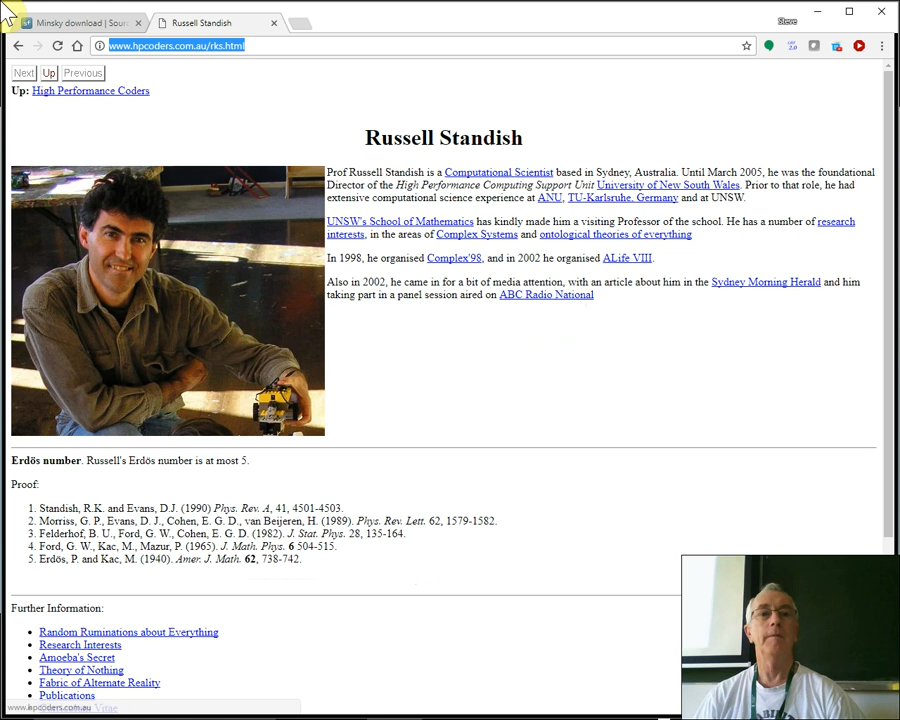 Minsky download | Sour
Russell Standish
Steve
www.hpcoders.com.au/rks.html
Next Up Previous
Up: High Performance Coders
Russell Standish
Prof Russell Standish is a Computational Scientist based in Sydney, Australia. Until March 2005, he was the foundational
Director of the High Performance Computing Support Unit University of New South Wales. Prior to that role, he had
extensive computational science experience at ANU, TU-Karlsruhe, Germany and at UNSW.
UNSW's School of Mathematics has kindly made him a visiting Professor of the school. He has a number of research
interests, in the areas of Complex Systems and ontological theories of everything
In 1998, he organised Complex'98, and in 2002 he organised ALife VIII.
Also in 2002, he came in for a bit of media attention, with an article about him in the Sydney Morning Herald and him
taking part in a panel session aired on ABC Radio National
Erdös number. Russell's Erdös number is at most 5.
Proof:
1. Standish, R.K. and Evans, D.J. (1990) Phys. Rev. A, 41, 4501-4503.
2. Morriss, G. P., Evans, D. J., Cohen, E. G. D., van Beijeren, H. (1989). Phys. Rev. Lett. 62, 1579-1582.
3. Felderhof, B. U., Ford, G. W., Cohen, E. G. D. (1982). J. Stat. Phys. 28, 135-164.
4. Ford, G. W., Kac, M., Mazur, P. (1965). J. Math. Phys. 6 504-515.
5. Erdös, P. and Kac, M. (1940). Amer. J. Math. 62, 738-742.
Further Information:
Random Ruminations about Everything
Research Interests
Amoeba's Secret
Theory of Nothing
Fabric of Alternate Reality
Publications
www.hpcoders.com.au Vitae